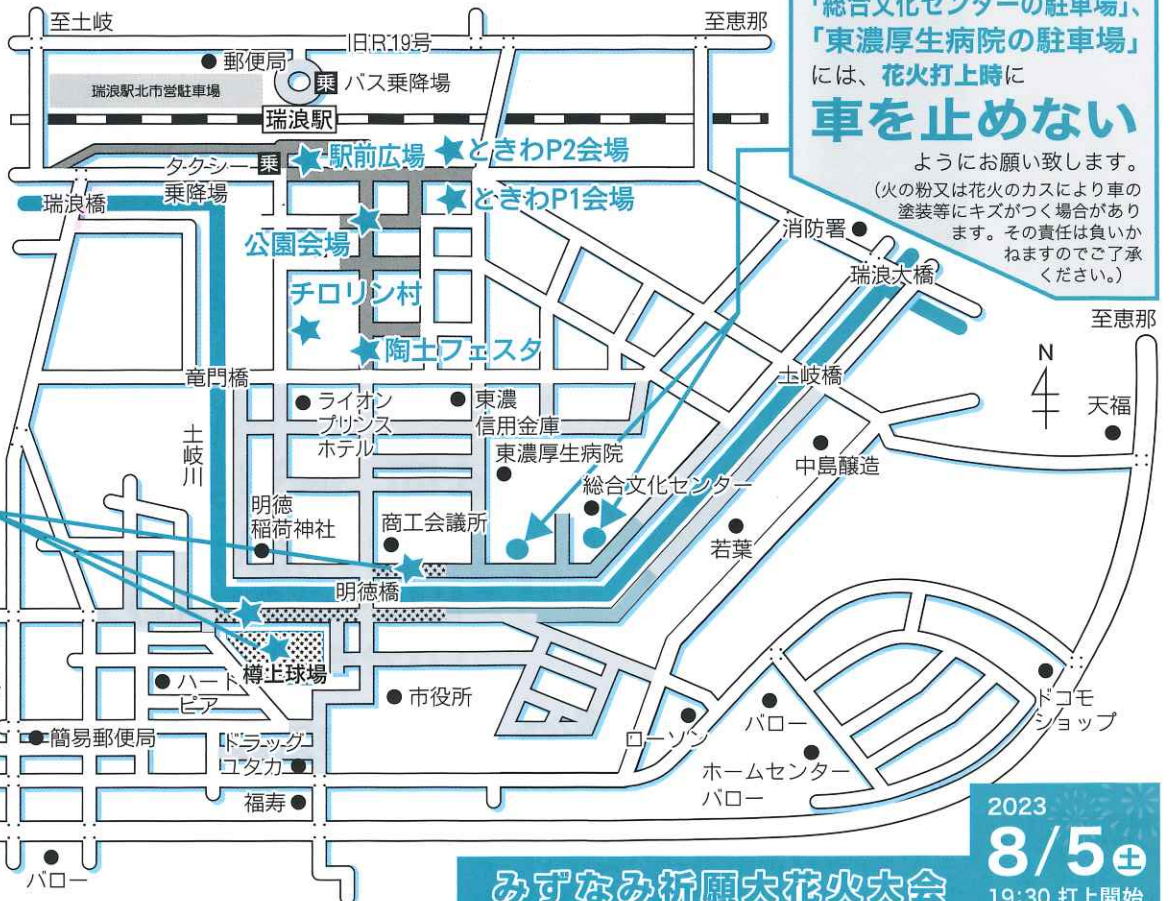 至土岐
至恵那
旧R19号
郵便局
乗
バス乗降場
瑞浪駅北市営駐車場
瑞浪駅
「総合文化センターの駐車場」、
「東濃厚生病院の駐車場」
には、花火打上時に
車を止めない
ようにお願い致します。
(火の粉又は花火のカスにより車の
塗装等にキズがつく場合があり
ます。その責任は負いか
ねますのでご了承
ください。)
タクシー
乗降場
乗
駅前広場
ときわP2会場
ときわP1会場
瑞浪橋
公園会場
消防署
瑞浪大橋
チロリン村
陶土フェスタ
至恵那
N
竜門橋
土岐橋
天福
土岐川
ライオン
プリンス
ホテル
東濃
信用金庫
東濃厚生病院
総合文化センター
中島醸造
明徳
稲荷神社
商工会議所
若葉
明徳橋
樽上球場
ハート
ピア
市役所
ドコモ
ショップ
簡易郵便局
ドラッグ
ユタカ
ローソン
バロー
ホームセンター
バロー
福寿
バロー
みずなみ祈願大花火大会
2023
8/5土
19:30 打上開始